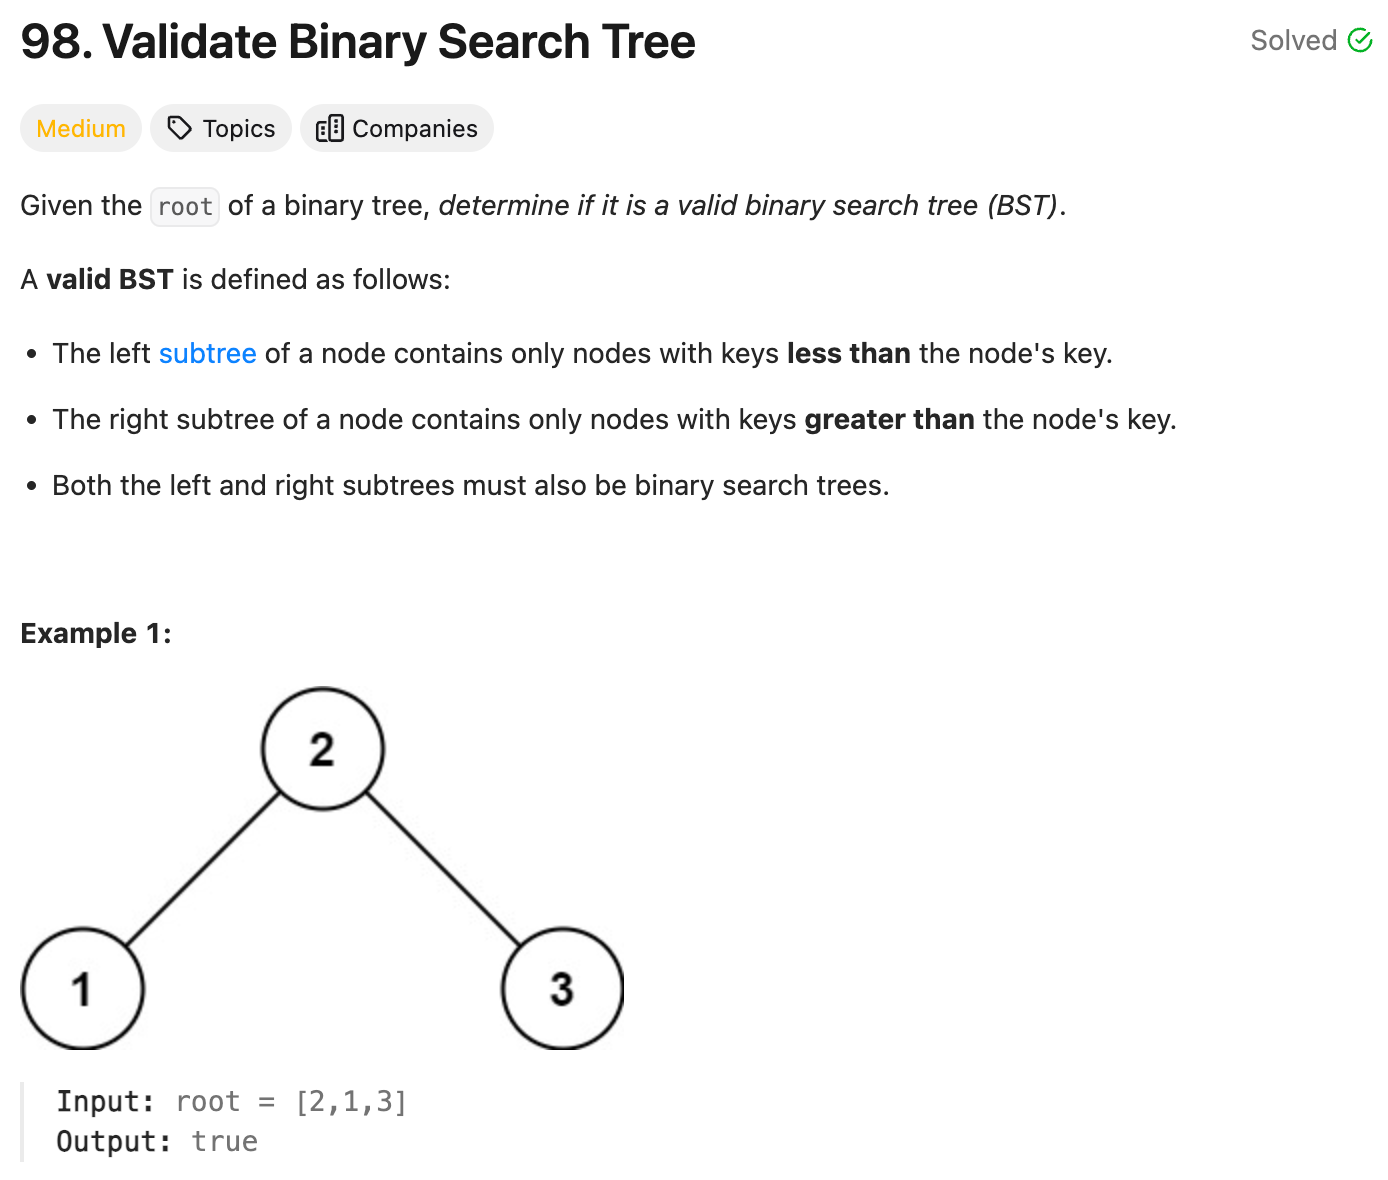 98. Validate Binary Search Tree
Solved
Medium
Topics
Companies
Given the root of a binary tree, determine if it is a valid binary search tree (BST).
A valid BST is defined as follows:
• The left subtree of a node contains only nodes with keys less than the node's key.
• The right subtree of a node contains only nodes with keys greater than the node's key.
• Both the left and right subtrees must also be binary search trees.
Example 1:
2
1
3
Input: root = [2,1,3]
Output: true